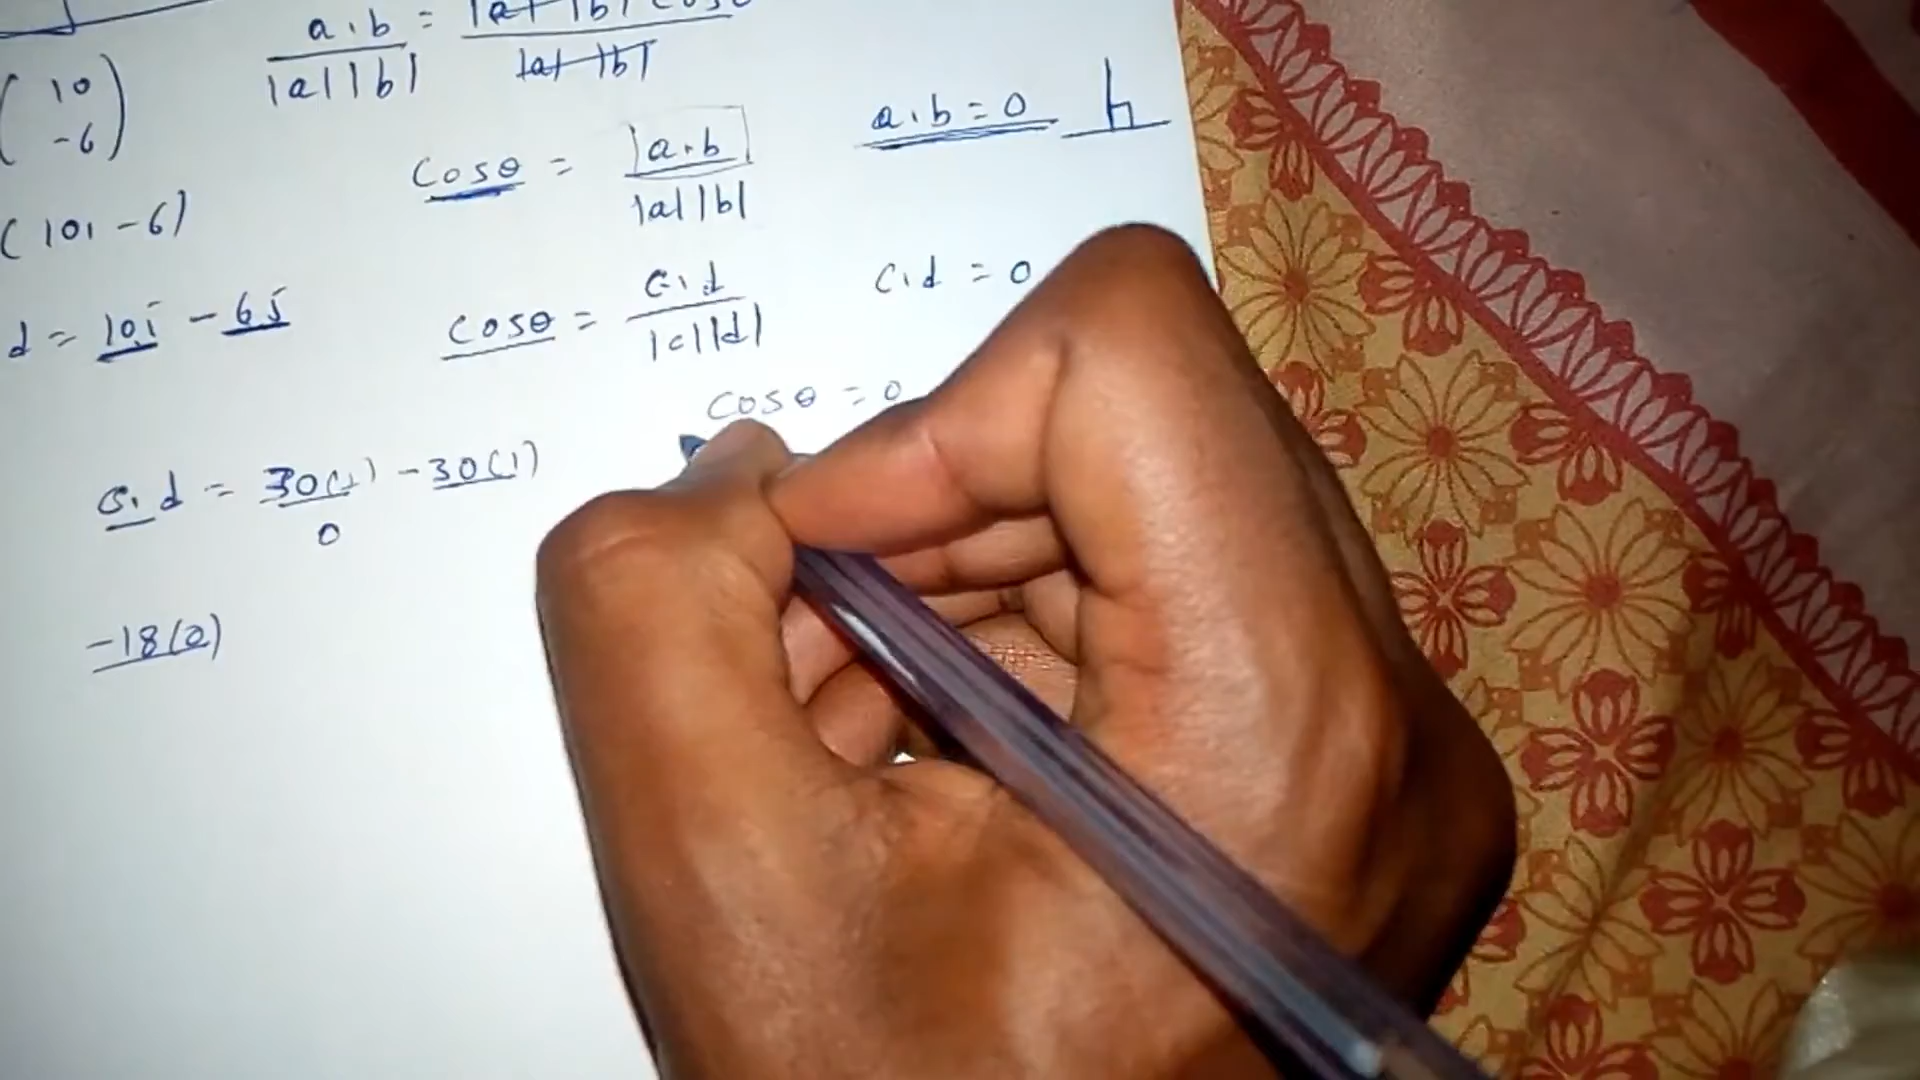 a.b = |a| |b| cosθ
|a| |b| |a| |b|
( 10
-6 )
Cosθ = a.b
|a| |b|
a.b = 0
( 10, -6 )
d = 10i - 6j
Cosθ = c.d
|c| |d|
c.d = 0
Cosθ = 0
c.d = 30(1) - 30(1)
0
-18(0)